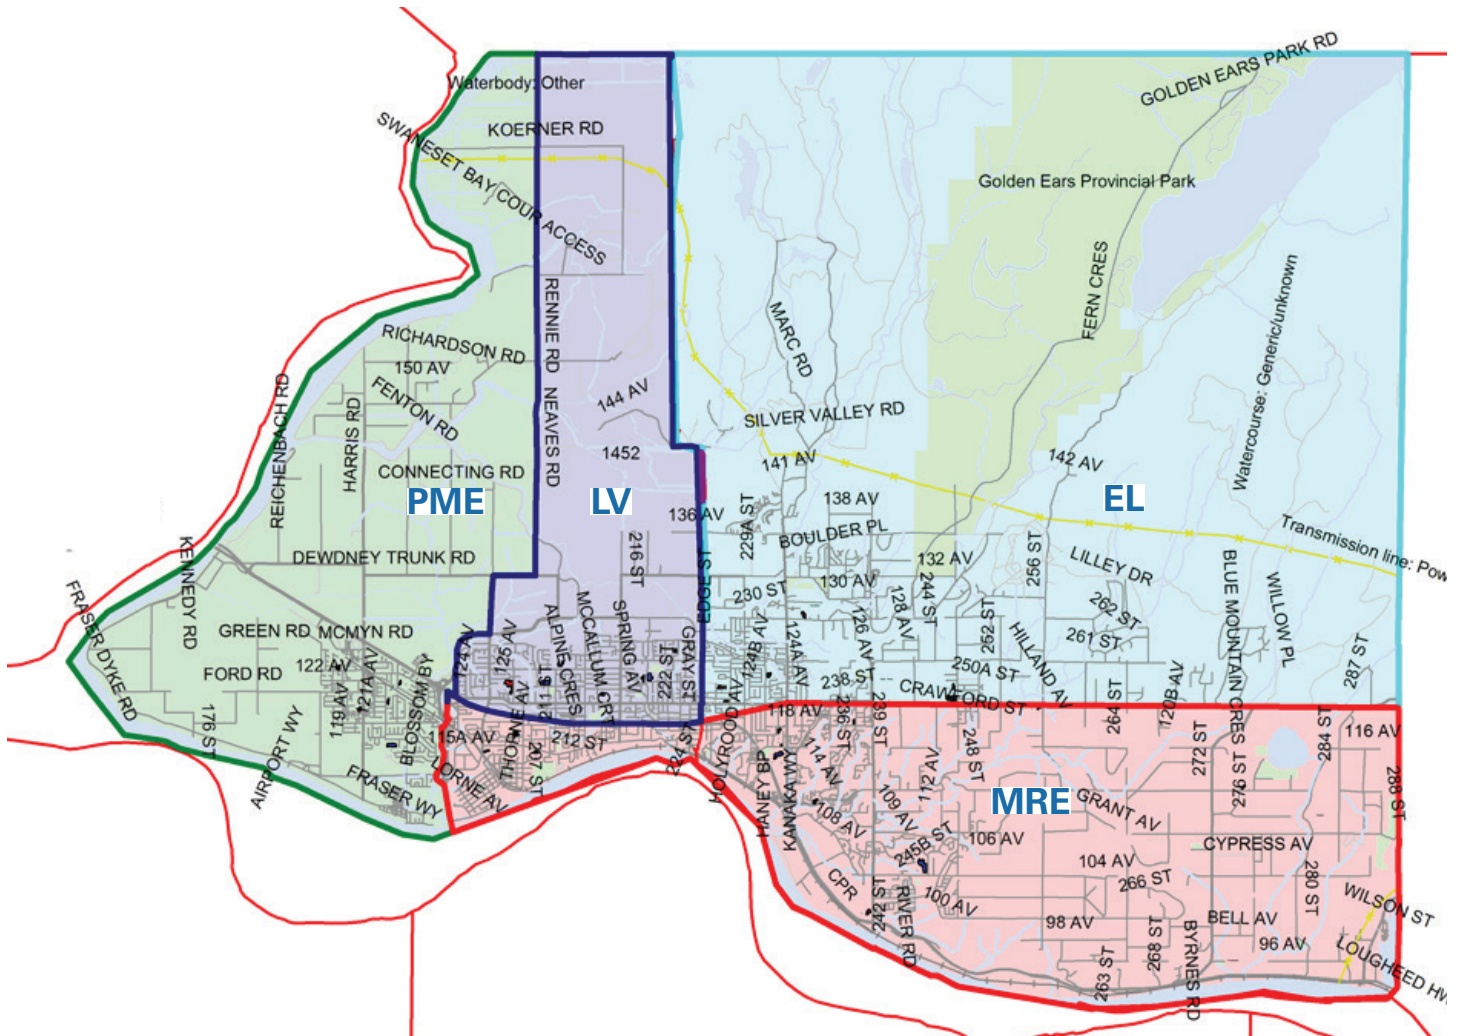 GOLDEN EARS PARK RD
Waterbody: Other
KOERNER RD
SWANESET BAY COUR ACCESS
Golden Ears Provincial Park
FERN CRES
Watercourse: Generic/unknown
RENNIE RD
MARC RD
RICHARDSON RD
150 AV
FENTON RD
REICHENBACH RD
HARRIS RD
NEAVES RD
144 AV
SILVER VALLEY RD
1452
141 AV
142 AV
CONNECTING RD
PME
LV
EL
138 AV
136 AV
229A ST
BOULDER PL
Transmission line: Pow
KENNEDY RD
DEWDNEY TRUNK RD
216 ST
EDGE ST
132 AV
256 ST
LILLEY DR
BLUE MOUNTAIN CRES
WILLOW PL
FRASER DYKE RD
230 ST
130 AV
128 AV
244 ST
262 ST
261 ST
252 ST
HILLAND AV
GREEN RD
MCMYN RD
124 AV
125 AV
ALPINE CRES
MCCALLUM CRT
SPRING AV
222 ST
GRAY ST
124B AV
124A AV
126 AV
FORD RD
122 AV
121A AV
119 AV
BLOSSOM BY
238 ST
250A ST
CRAWFORD ST
264 ST
120B AV
287 ST
176 ST
AIRPORT WY
115A AV
THORNE AV
207 ST
212 ST
224 ST
HOLYROOD AV
118 AV
239 ST
248 ST
272 ST
276 ST
284 ST
116 AV
288 ST
FRASER WY
LORNE AV
HANEY BP
KANAKA WY
114 AV
112 AV
109 AV
108 AV
MRE
GRANT AV
106 AV
245B ST
CYPRESS AV
104 AV
266 ST
280 ST
CPR
242 ST
RIVER RD
100 AV
98 AV
268 ST
BELL AV
96 AV
WILSON ST
263 ST
BYRNES RD
LOUGHEED HW